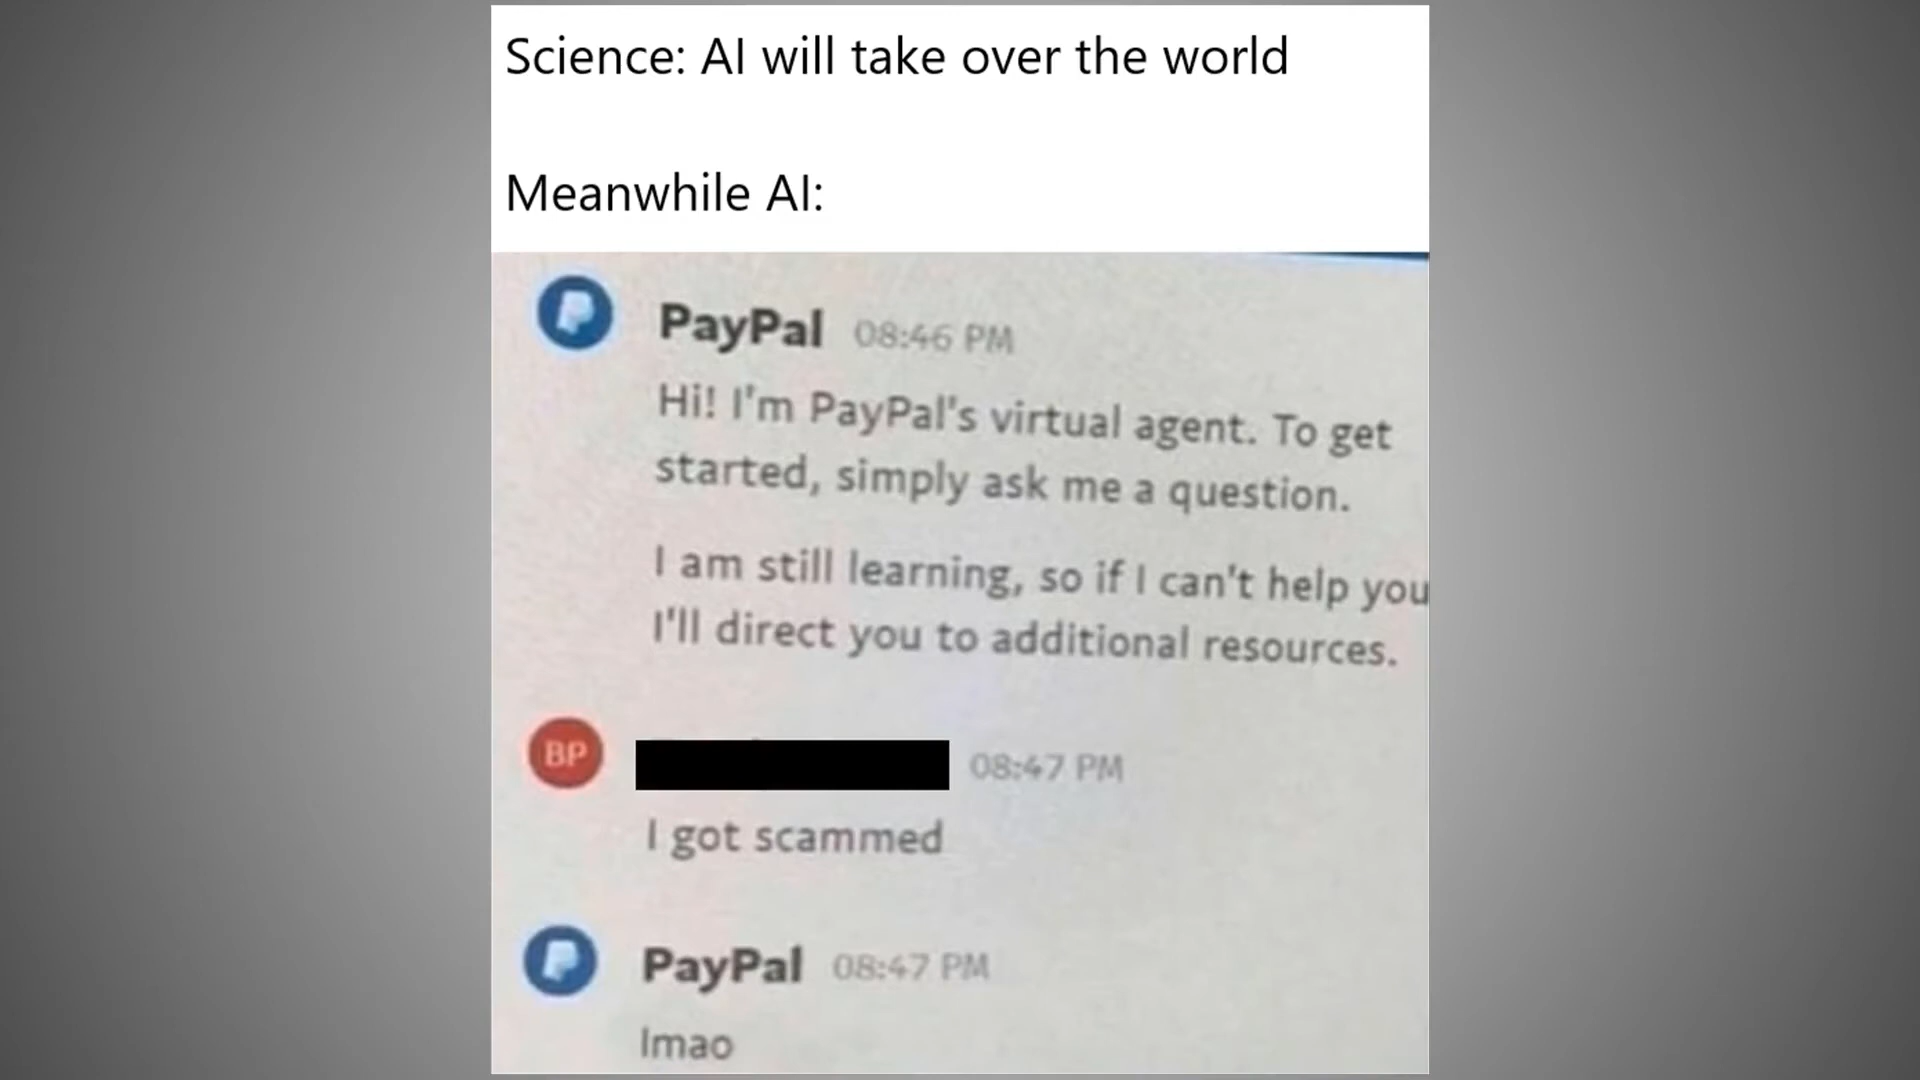 Science: AI will take over the world
Meanwhile AI:
PayPal 08:46 PM
Hi! I'm PayPal's virtual agent. To get
started, simply ask me a question.
I am still learning, so if I can't help you
I'll direct you to additional resources.
BP 08:47 PM
I got scammed
PayPal 08:47 PM
lmao